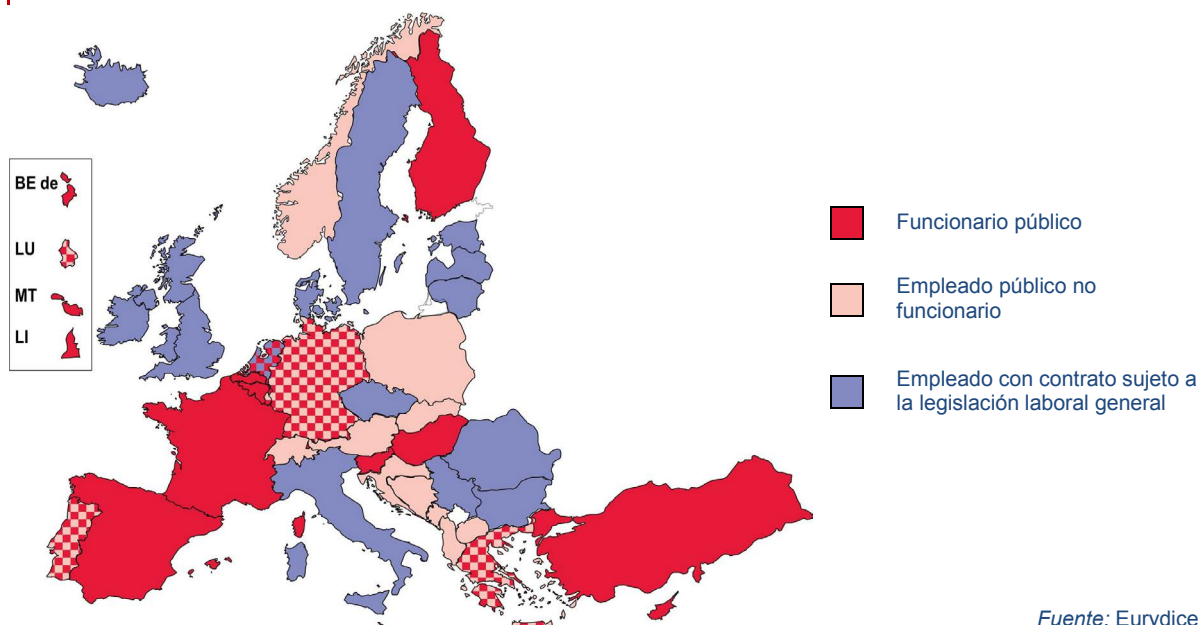 BE de
LU
MT
LI
Funcionario público
Empleado público no
funcionario
Empleado con contrato sujeto a
la legislación laboral general
Fuente: Eurydice